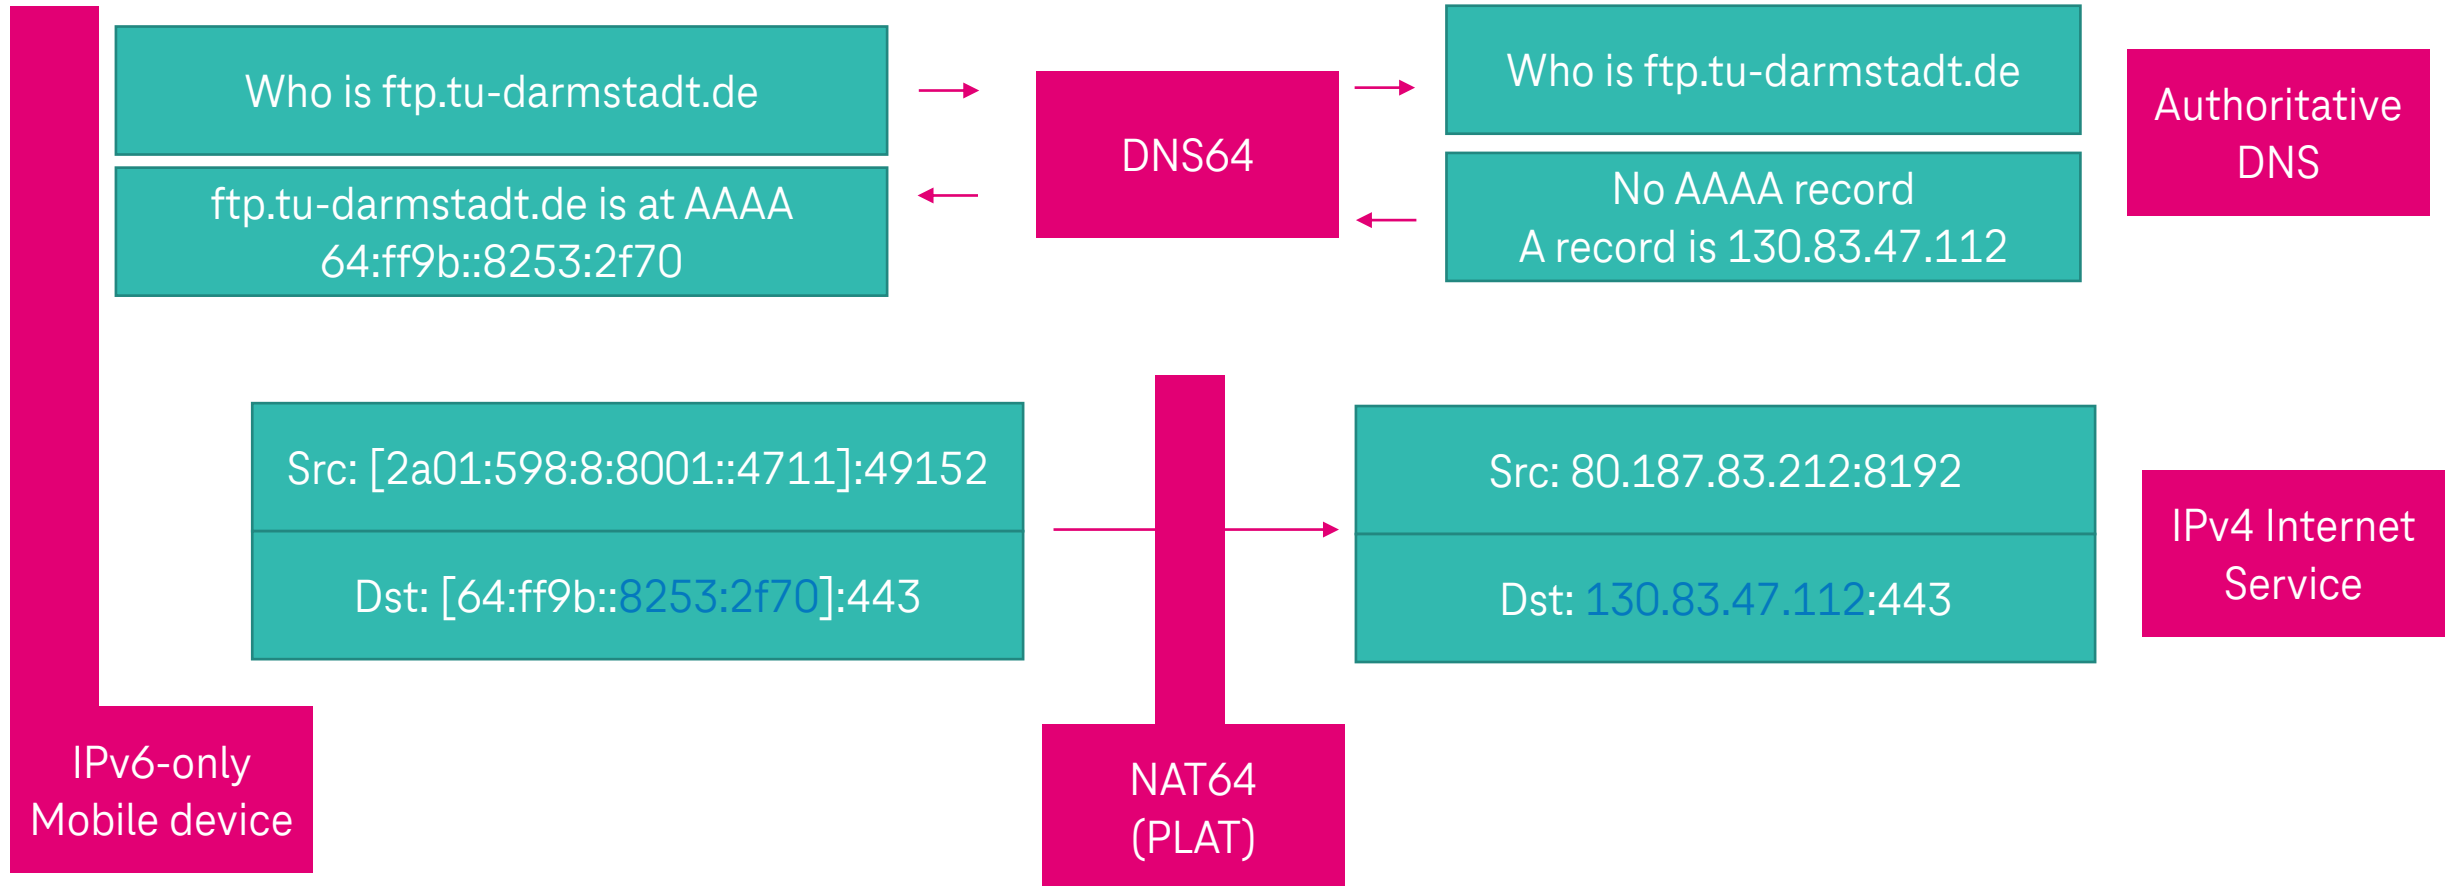 Who is ftp.tu-darmstadt.de
ftp.tu-darmstadt.de is at AAAA
64:ff9b::8253:2f70
DNS64
Who is ftp.tu-darmstadt.de
No AAAA record
A record is 130.83.47.112
Authoritative
DNS
Src: [2a01:598:8:8001::4711]:49152
Dst: [64:ff9b::8253:2f70]:443
Src: 80.187.83.212:8192
Dst: 130.83.47.112:443
IPv4 Internet
Service
IPv6-only
Mobile device
NAT64
(PLAT)